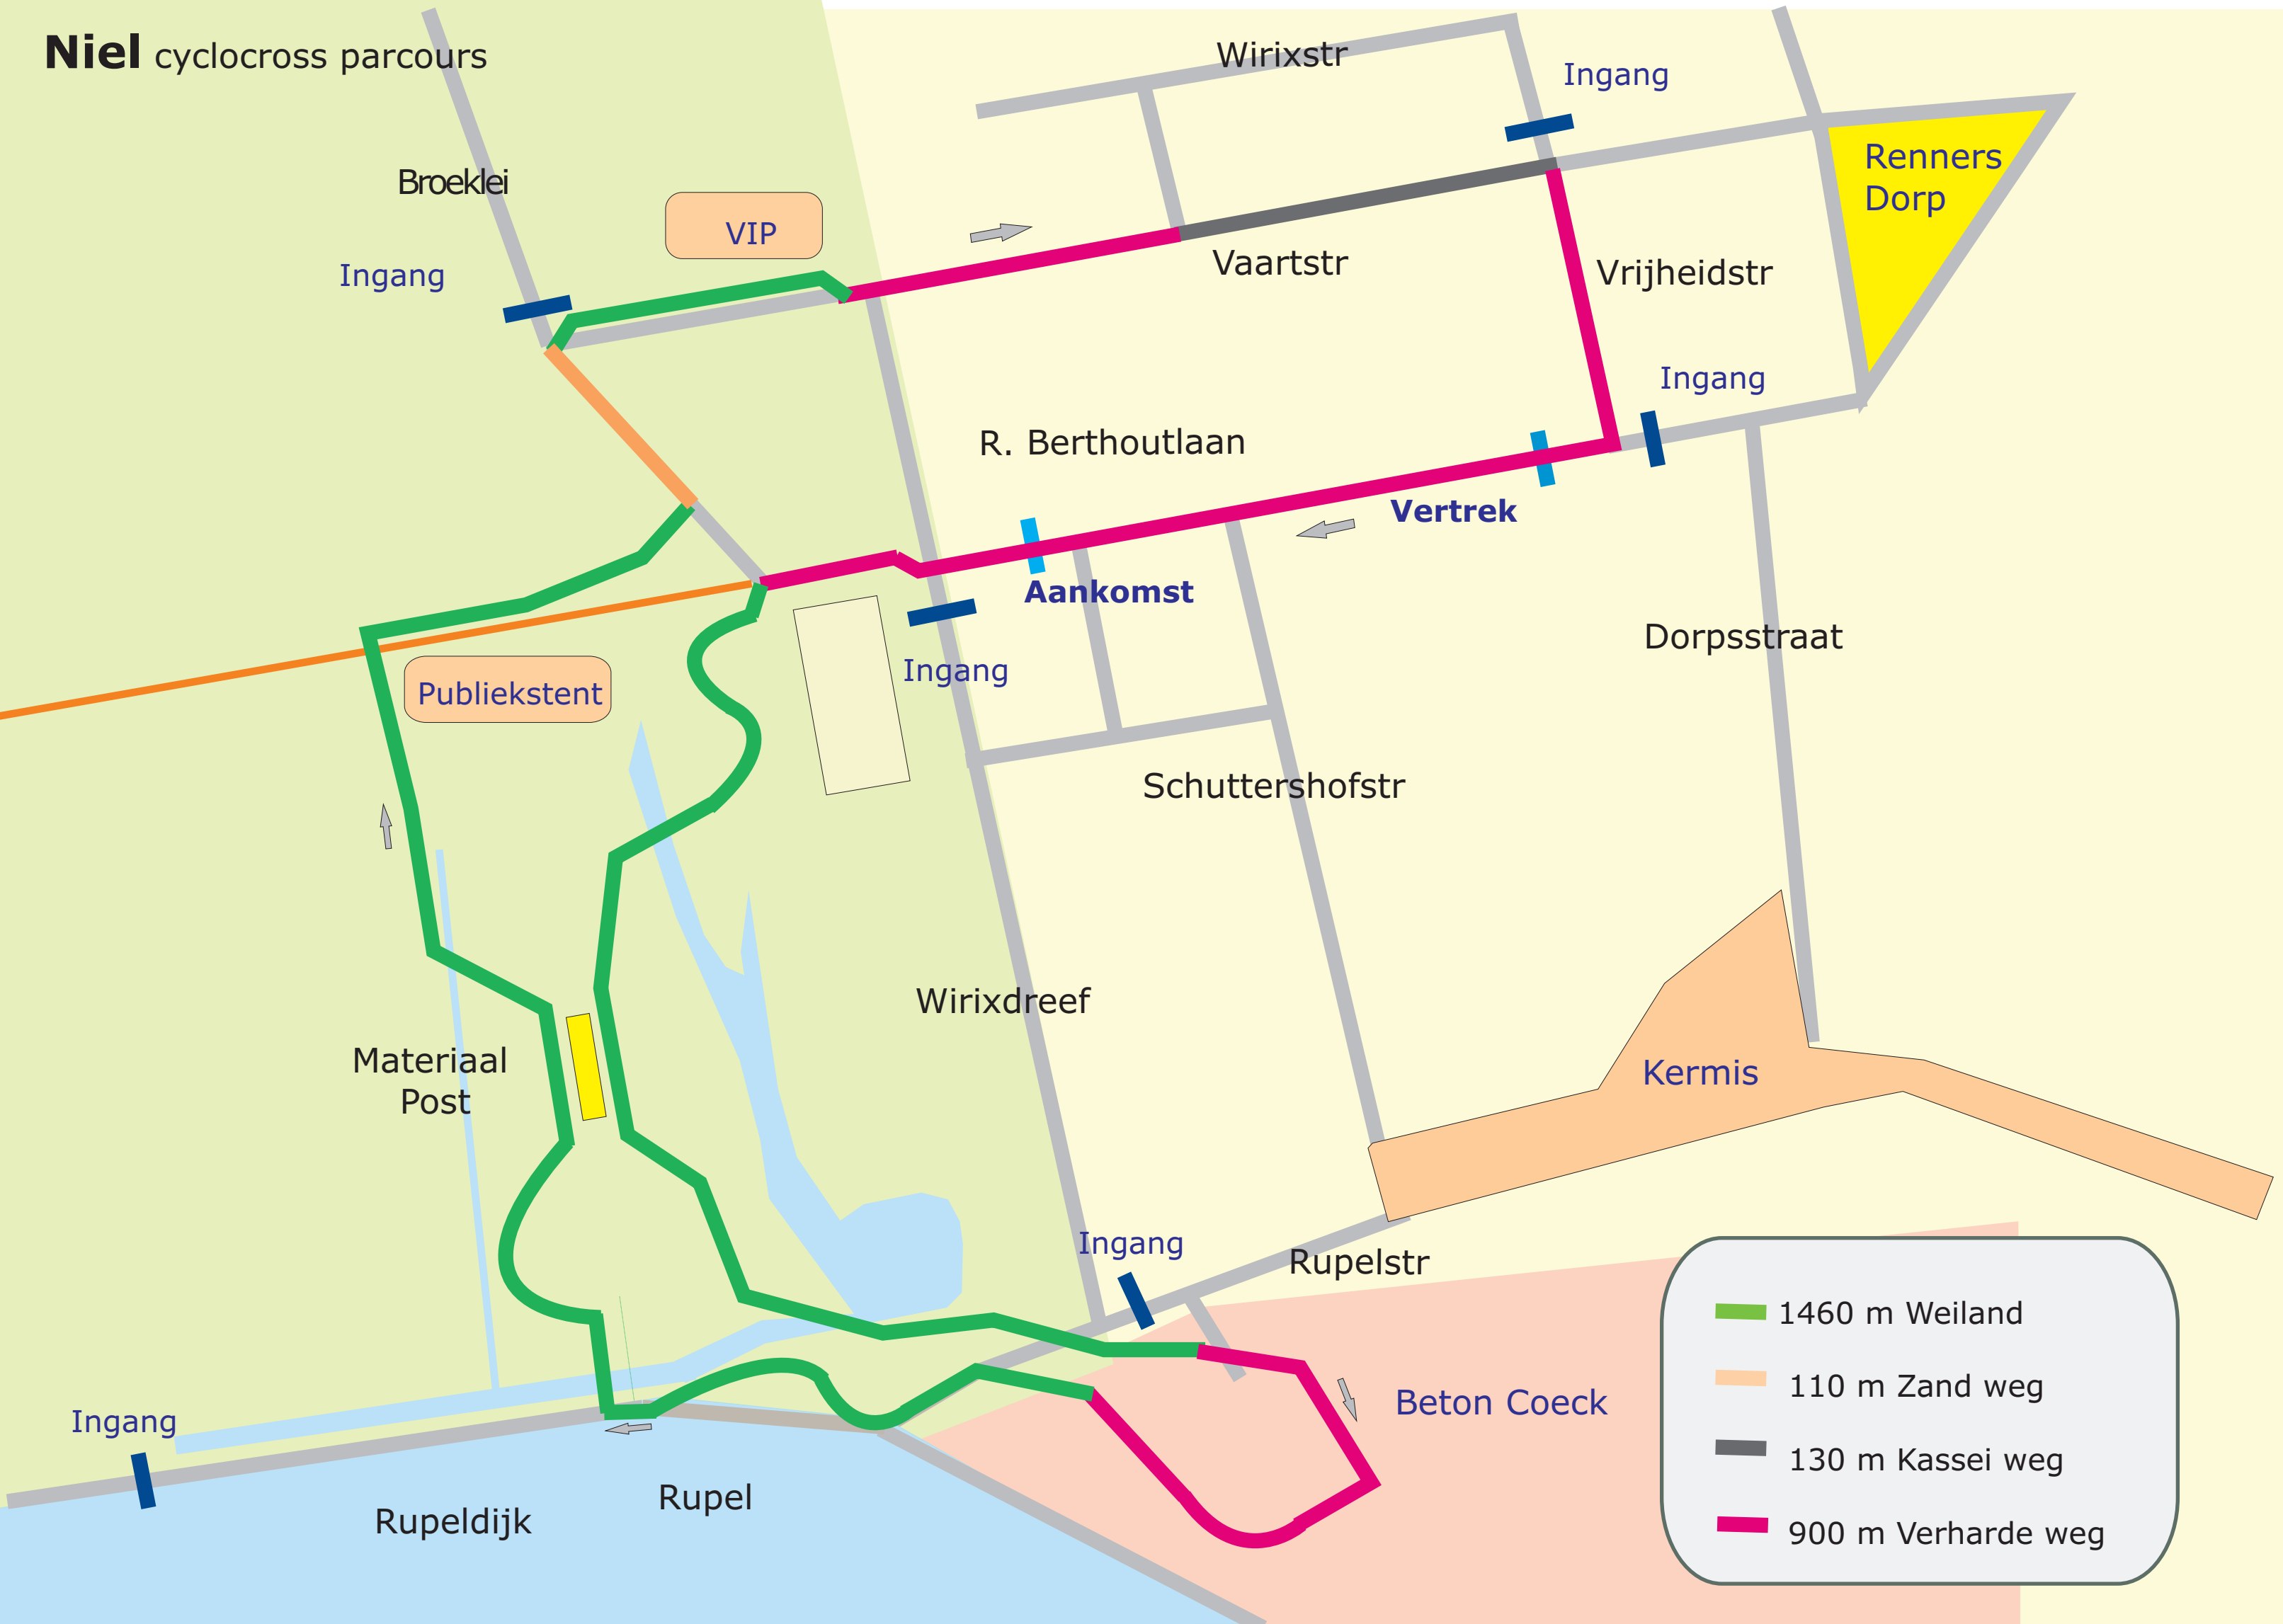 Niel cyclocross parcours
Wirixstr
Ingang
Renners
Dorp
Broeklei
VIP
Ingang
Vaartstr
Vrijheidstr
Ingang
R. Berthoutlaan
Vertrek
Aankomst
Dorpsstraat
Ingang
Publiekstent
Schuttershofstr
Wirixdreef
Materiaal
Post
Kermis
Ingang
Rupelstr
Beton Coeck
Ingang
Rupel
Rupeldijk
1460 m Weiland
110 m Zand weg
130 m Kassei weg
900 m Verharde weg